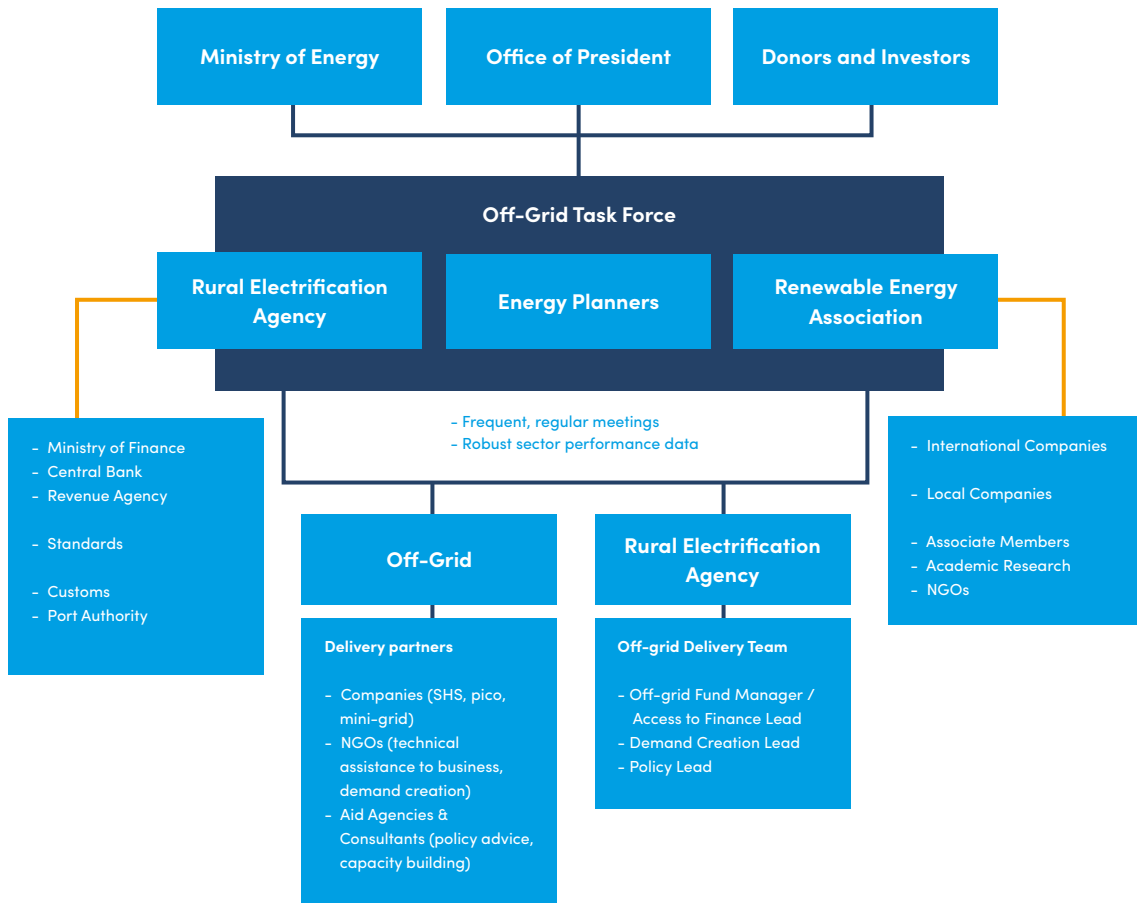 Ministry of Energy
Office of President
Donors and Investors
Off-Grid Task Force
Rural Electrification
Agency
Energy Planners
Renewable Energy
Association
- Frequent, regular meetings
- Robust sector performance data
- Ministry of Finance
- Central Bank
- Revenue Agency
- Standards
- Customs
- Port Authority
- International Companies
- Local Companies
- Associate Members
- Academic Research
- NGOs
Off-Grid
Rural Electrification
Agency
Delivery partners
- Companies (SHS, pico,
mini-grid)
- NGOs (technical
assistance to business,
demand creation)
- Aid Agencies &
Consultants (policy advice,
capacity building)
Off-grid Delivery Team
- Off-grid Fund Manager /
Access to Finance Lead
- Demand Creation Lead
- Policy Lead